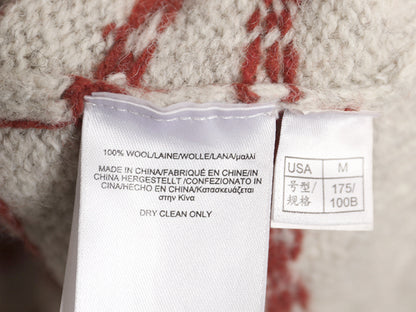 100% WOOL/LAINE/WOLLE/LANA/μαλλί
MADE IN CHINA/FABRIQUÉ EN CHINE/IN
CHINA HERGESTELLT /CONFEZIONATO IN
CINA/HECHO EN CHINA/Κατασκευάζεται
στην Κίνα
DRY CLEAN ONLY
USA M
号型/ 175/
规格 100B